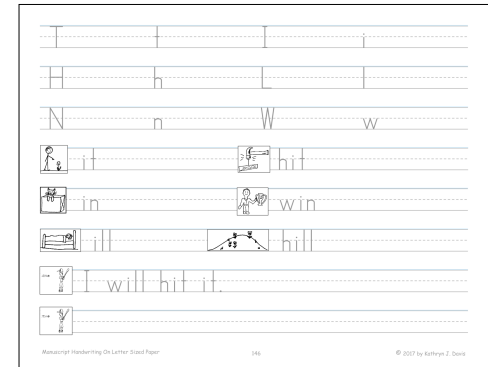 T t I i
H h L l
N n W w
it hit
in win
ill hill
I will hit it.
Manuscript Handwriting On Letter Sized Paper 146 © 2017 by Kathryn J. Davis